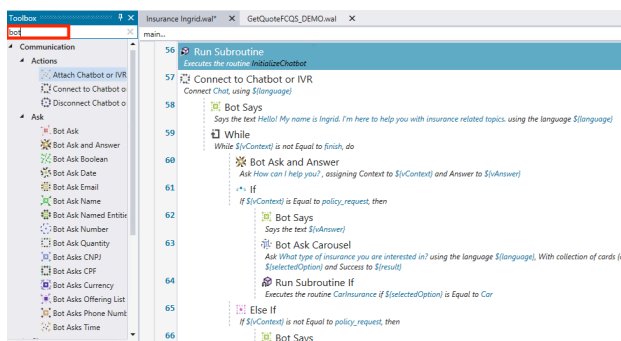 Toolbox
Insurance Ingrid.wal*
GetQuoteFCQS_DEMO.wal
bot
main...
Communication
Actions
Attach Chatbot or IVR
Connect to Chatbot o
Disconnect Chatbot o
Ask
Bot Ask
Bot Ask and Answer
Bot Ask Boolean
Bot Ask Date
Bot Ask Email
Bot Ask Name
Bot Ask Named Entitie
Bot Ask Number
Bot Ask Quantity
Bot Asks CNPJ
Bot Asks CPF
Bot Asks Currency
Bot Asks Offering List
Bot Asks Phone Numb
Bot Asks Time
56 Run Subroutine
Executes the routine InitializeChatbot
57 Connect to Chatbot or IVR
Connect Chat, using ${language}
58 Bot Says
Says the text Hello! My name is Ingrid. I'm here to help you with insurance related topics. using the language ${language}
59 While
While ${vContext} is not Equal to finish, do
60 Bot Ask and Answer
Ask How can I help you? , assigning Context to ${vContext} and Answer to ${vAnswer}
61 If
If ${vContext} is Equal to policy_request, then
62 Bot Says
Says the text ${vAnswer}
63 Bot Ask Carousel
Ask What type of insurance you are interested in? using the language ${language}, With collection of cards (
${selectedOption} and Success to ${result}
64 Run Subroutine If
Executes the routine CarInsurance if ${selectedOption} is Equal to Car
65 Else If
If ${vContext} is not Equal to policy_request, then
66 Bot Says